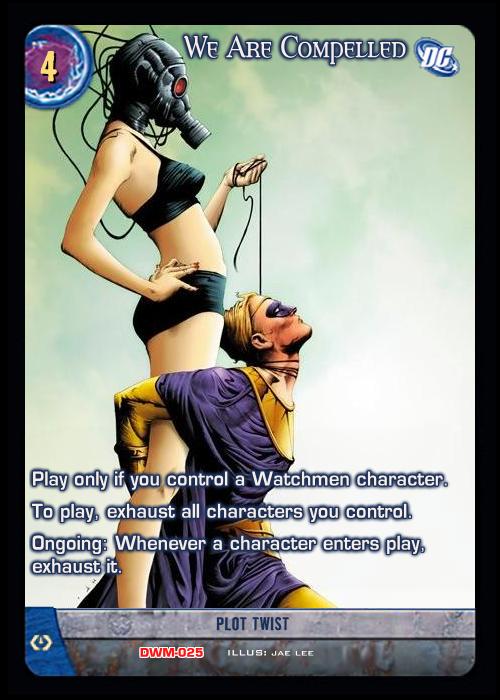 We Are Compelled
DC
4
Play only if you control a Watchmen character.
To play, exhaust all characters you control.
Ongoing: Whenever a character enters play,
exhaust it.
PLOT TWIST
DWM-025 ILLUS: JAE LEE